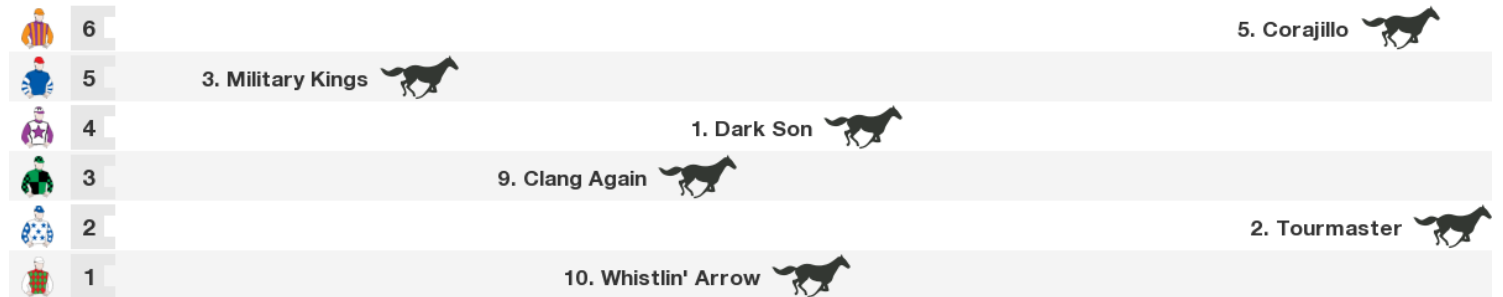 6 5. Corajillo
5 3. Military Kings
4 1. Dark Son
3 9. Clang Again
2 2. Tourmaster
1 10. Whistlin' Arrow